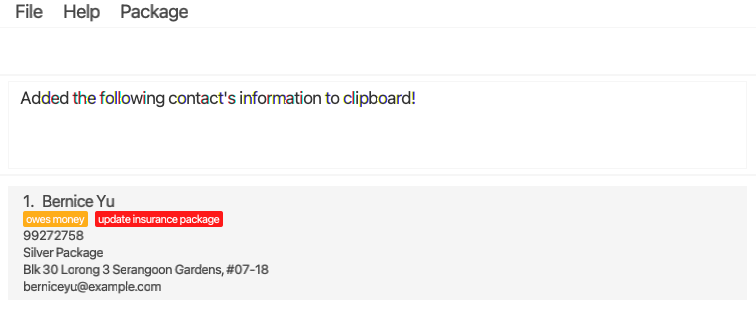 File Help Package
Added the following contact's information to clipboard!
1. Bernice Yu
owes money update insurance package
99272758
Silver Package
Blk 30 Lorong 3 Serangoon Gardens, #07-18
berniceyu@example.com